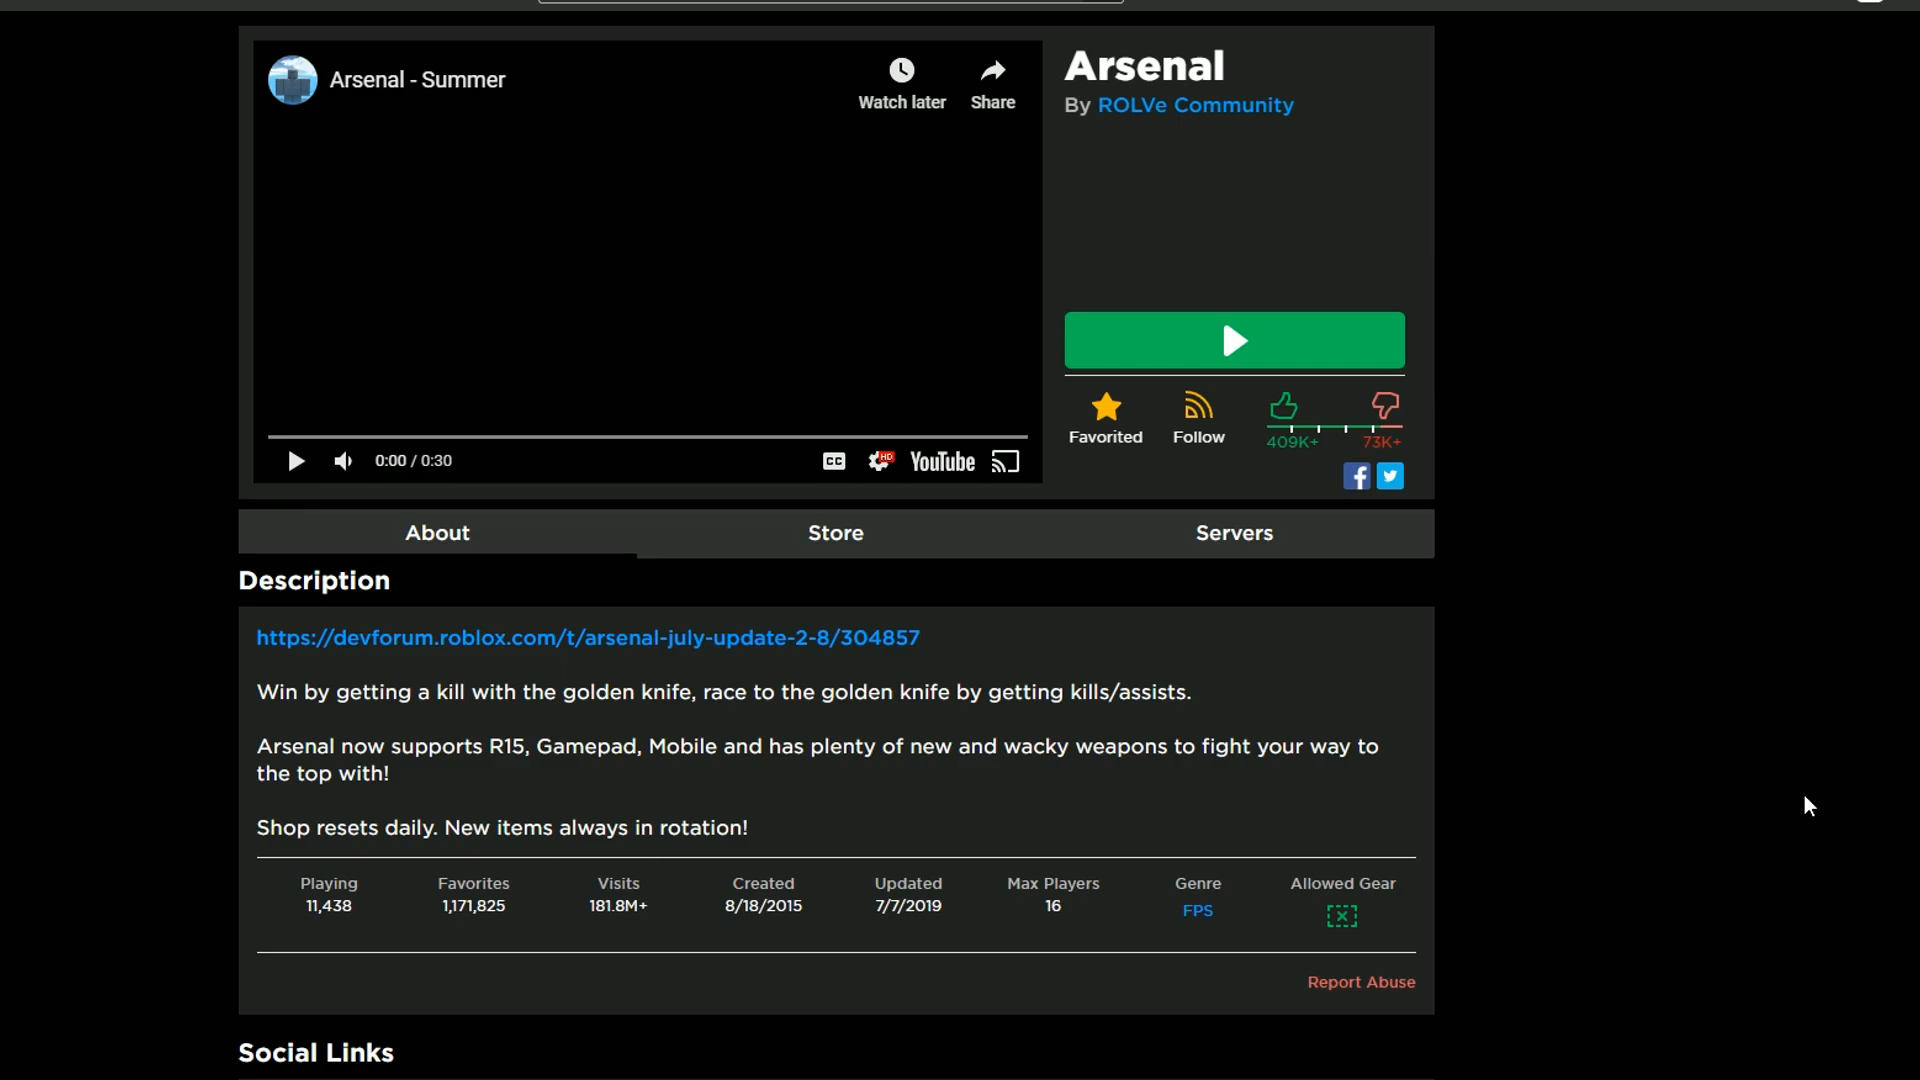 Arsenal - Summer
Watch later
Share
Arsenal
By ROLVe Community
Favorited
Follow
409K+
73K+
0:00 / 0:30
CC
HD
YouTube
About
Store
Servers
Description
https://devforum.roblox.com/t/arsenal-july-update-2-8/304857
Win by getting a kill with the golden knife, race to the golden knife by getting kills/assists.
Arsenal now supports R15, Gamepad, Mobile and has plenty of new and wacky weapons to fight your way to
the top with!
Shop resets daily. New items always in rotation!
Playing Favorites Visits Created Updated Max Players Genre Allowed Gear
11,438 1,171,825 181.8M+ 8/18/2015 7/7/2019 16 FPS
Report Abuse
Social Links